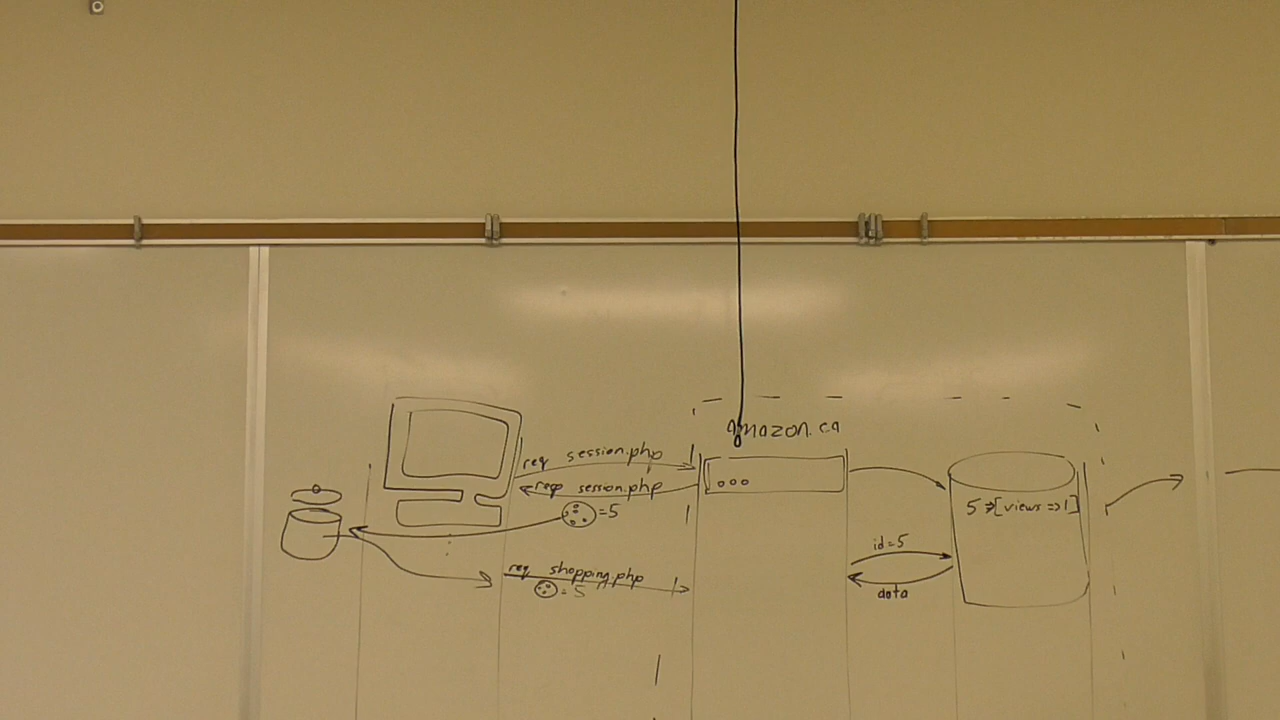 Amazon.ca
req session.php
resp session.php
=5
5 =>[views =>1]
id=5
data
req shopping.php
=5